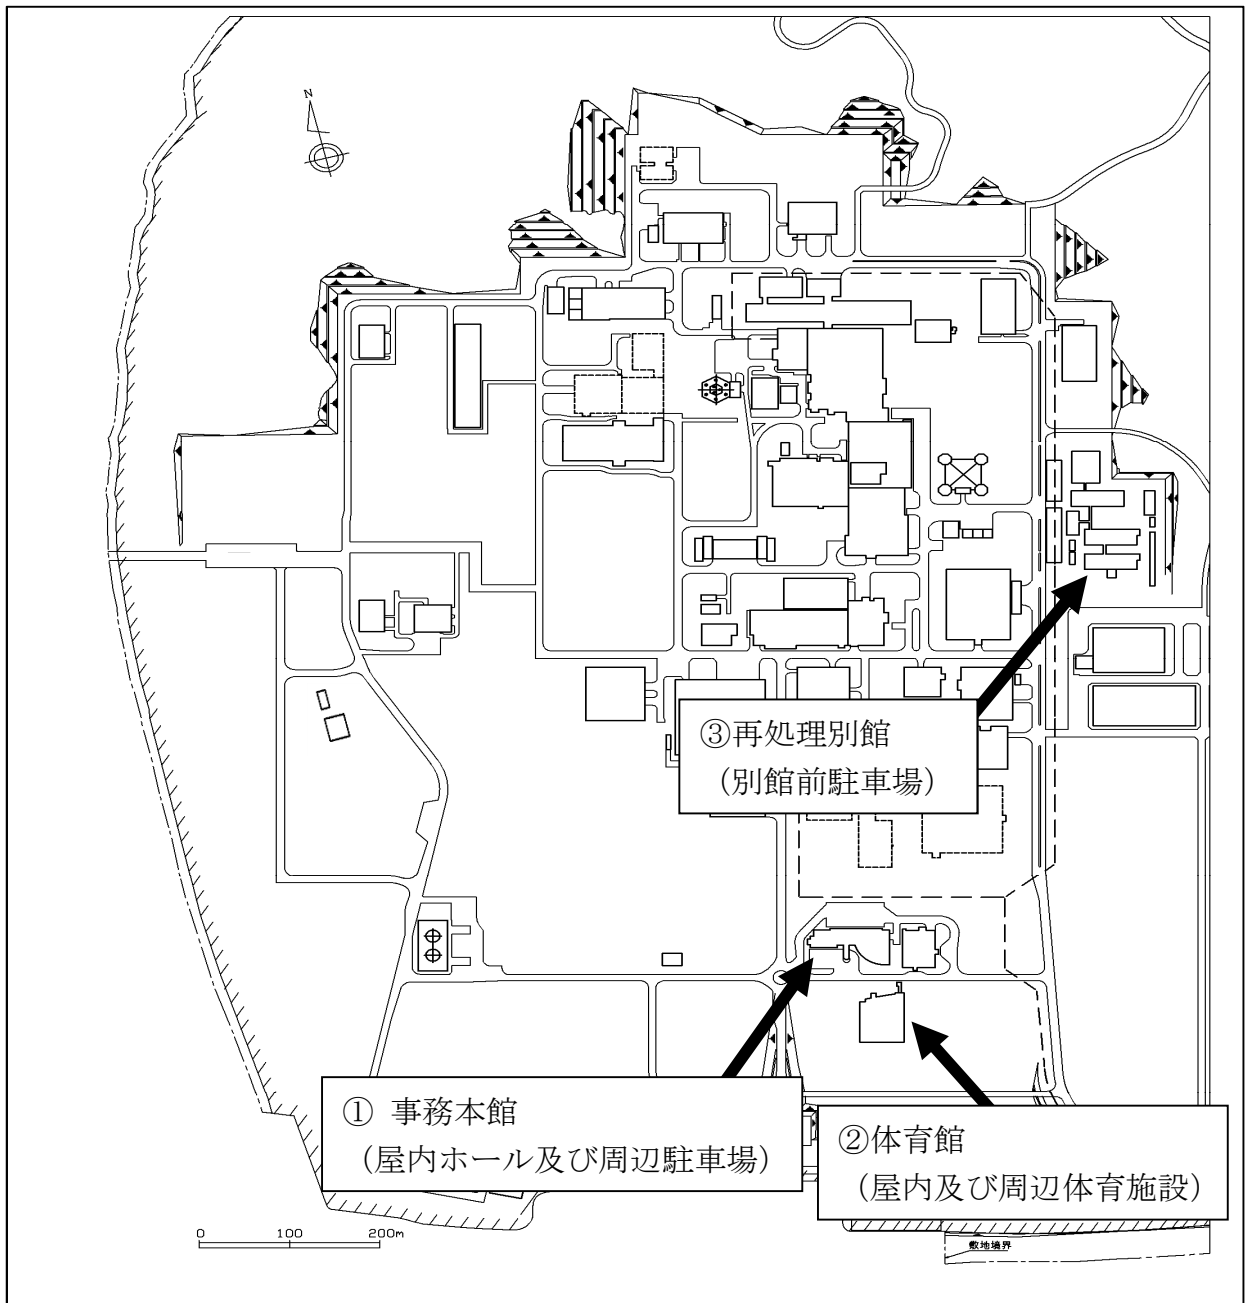 N
③再処理別館
（別館前駐車場）
① 事務本館
（屋内ホール及び周辺駐車場）
②体育館
（屋内及び周辺体育施設）
0 100 200m
敷地境界